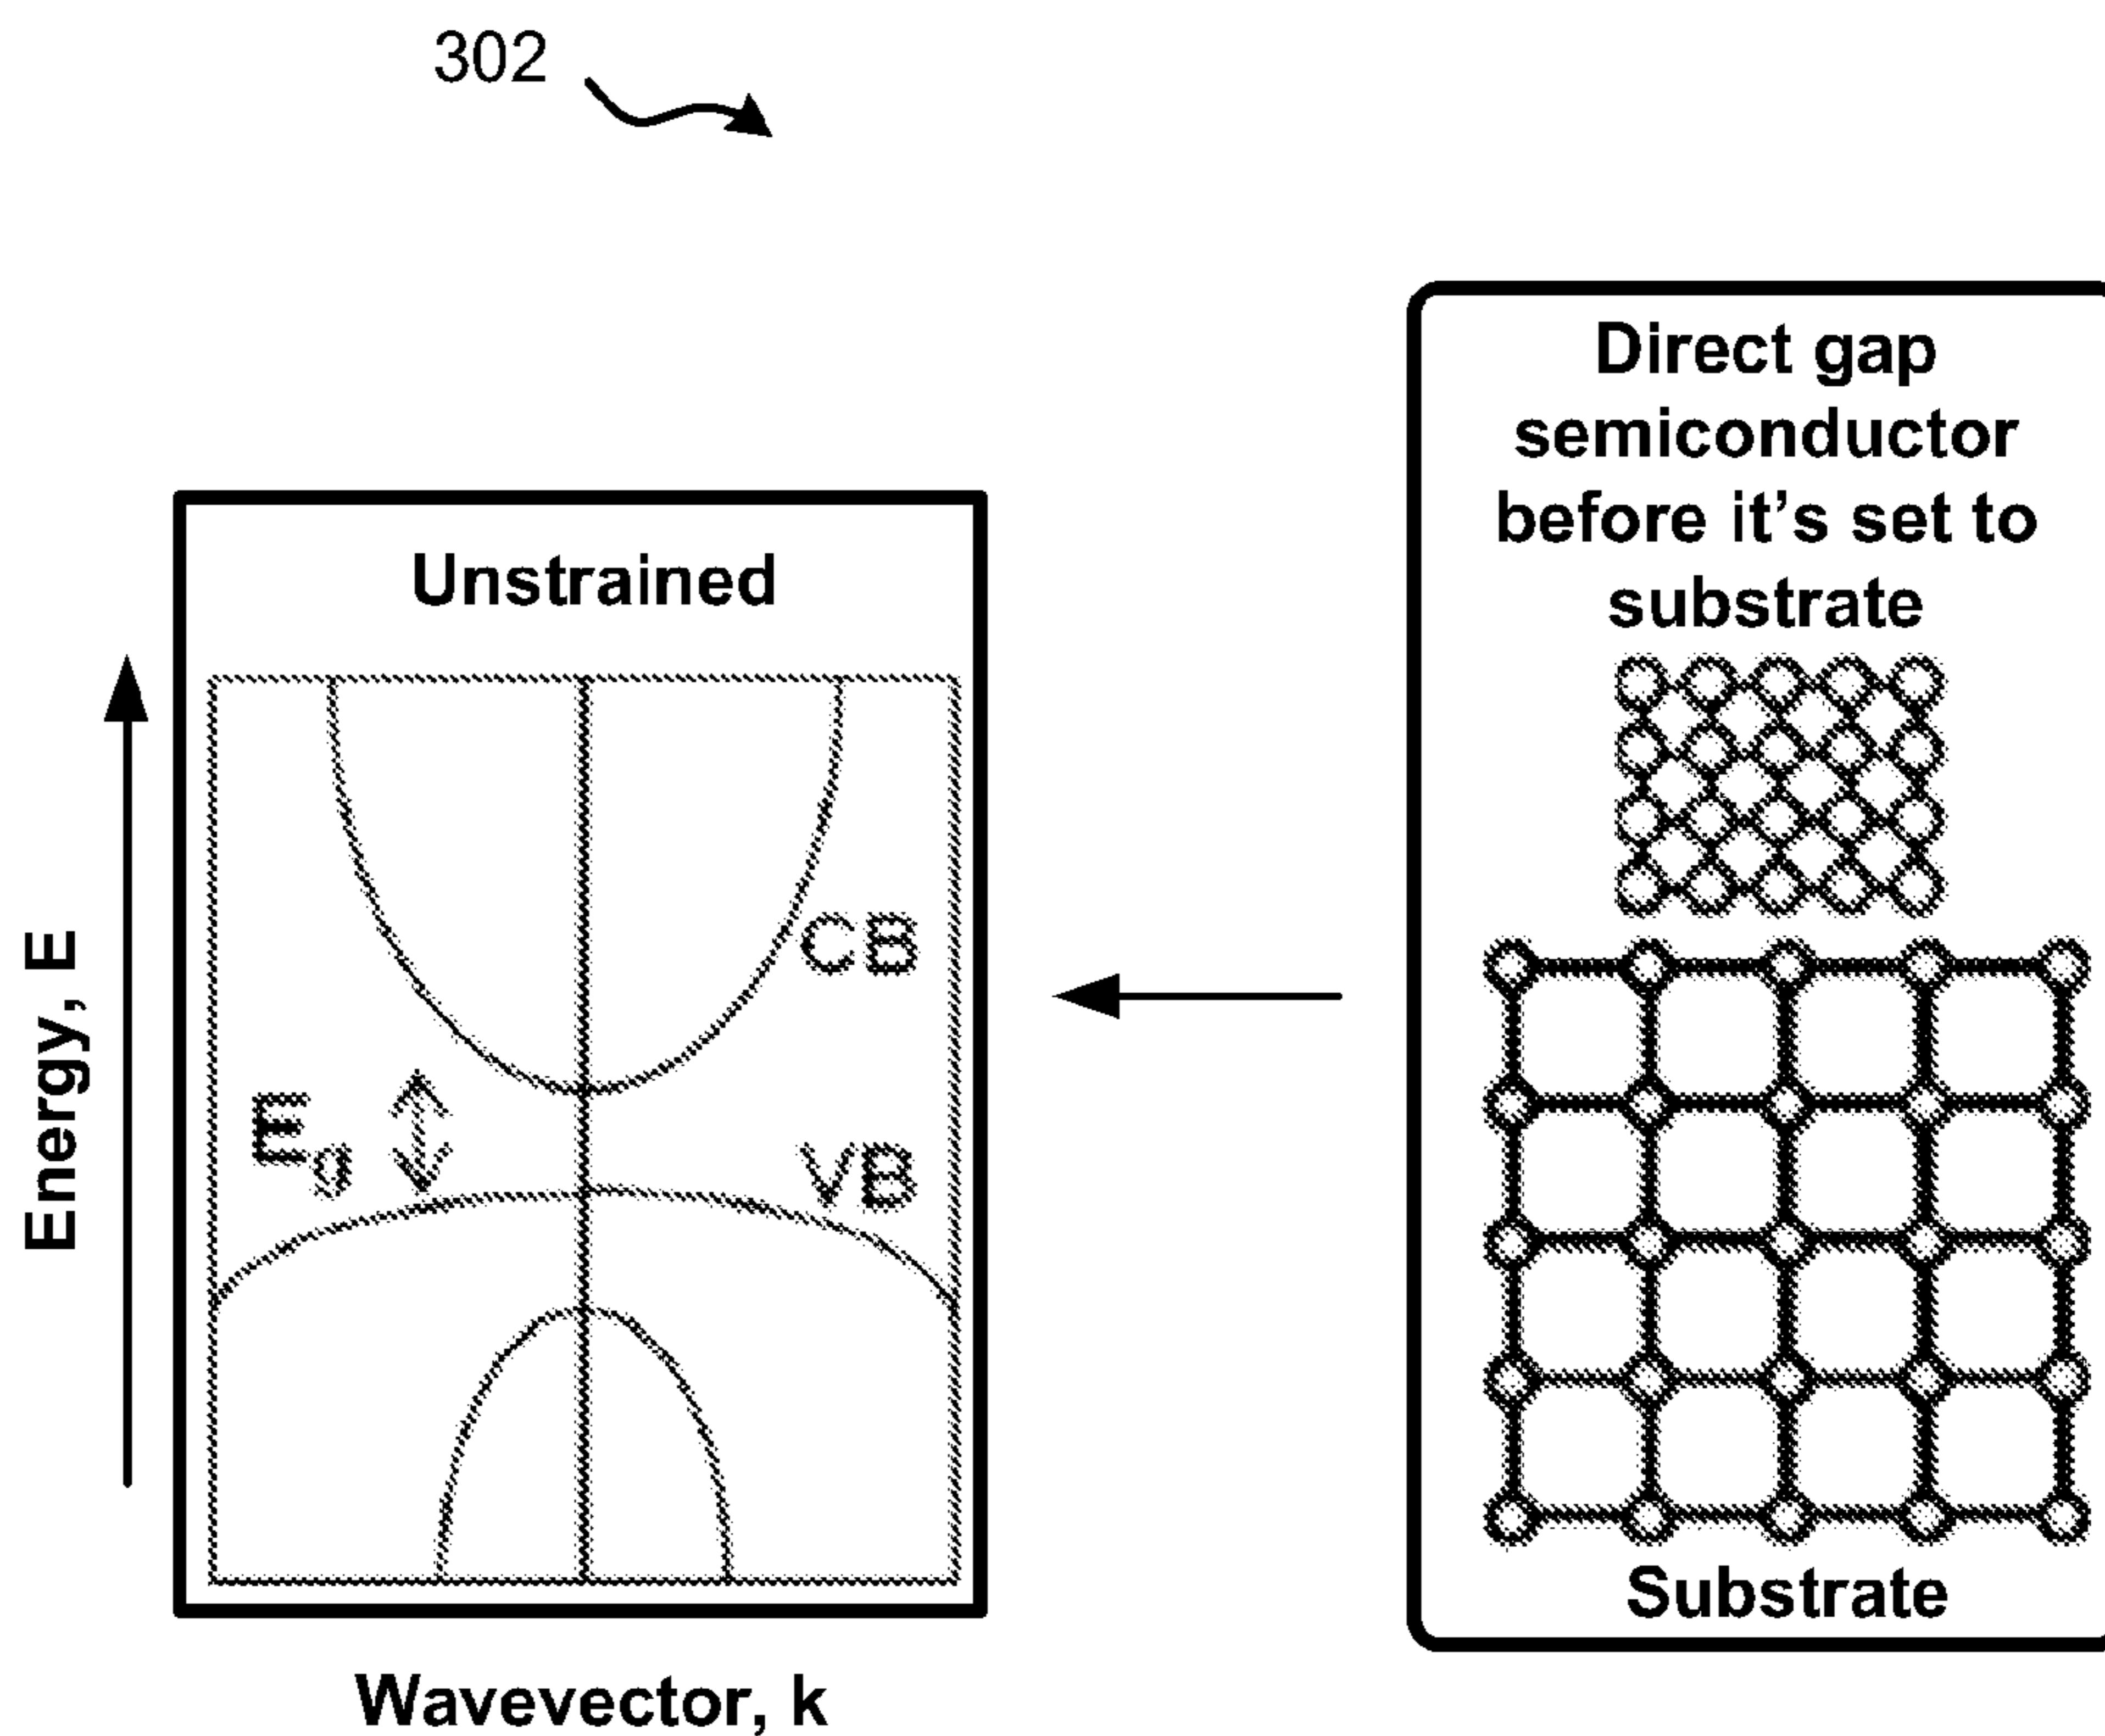 302
Direct gap
semiconductor
before it's set to
substrate
Unstrained
CB
Eg
VB
Energy, E
Substrate
Wavevector, k